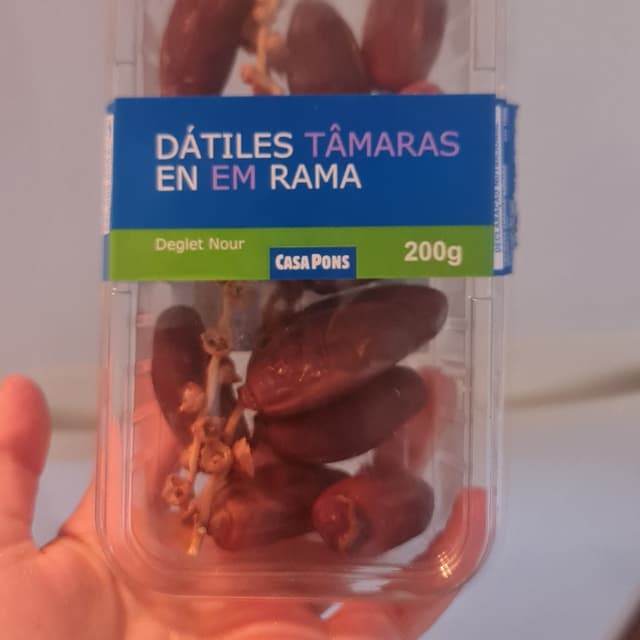 DÁTILES TÂMARAS
EN EM RAMA
Deglet Nour
CASA PONS
200g